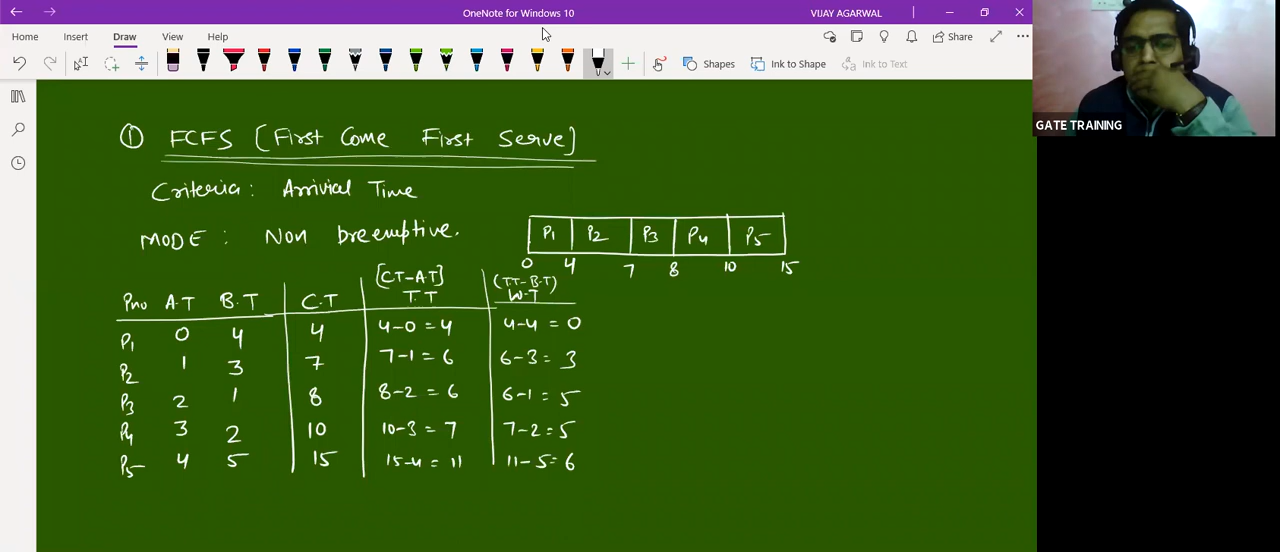 OneNote for Windows 10
VIJAY AGARWAL
Home Insert Draw View Help Share
Shapes Ink to Shape Ink to Text
GATE TRAINING
① FCFS [First Come First Serve]
Criteria: Arrivial Time
MODE: Non preemptive.
P1 P2 P3 P4 P5
0 4 7 8 10 15
[CT-AT] (T.T-B.T)
Pno A.T B.T C.T T.T W.T
P1 0 4 4 4-0=4 4-4=0
P2 1 3 7 7-1=6 6-3=3
P3 2 1 8 8-2=6 6-1=5
P4 3 2 10 10-3=7 7-2=5
P5 4 5 15 15-4=11 11-5=6